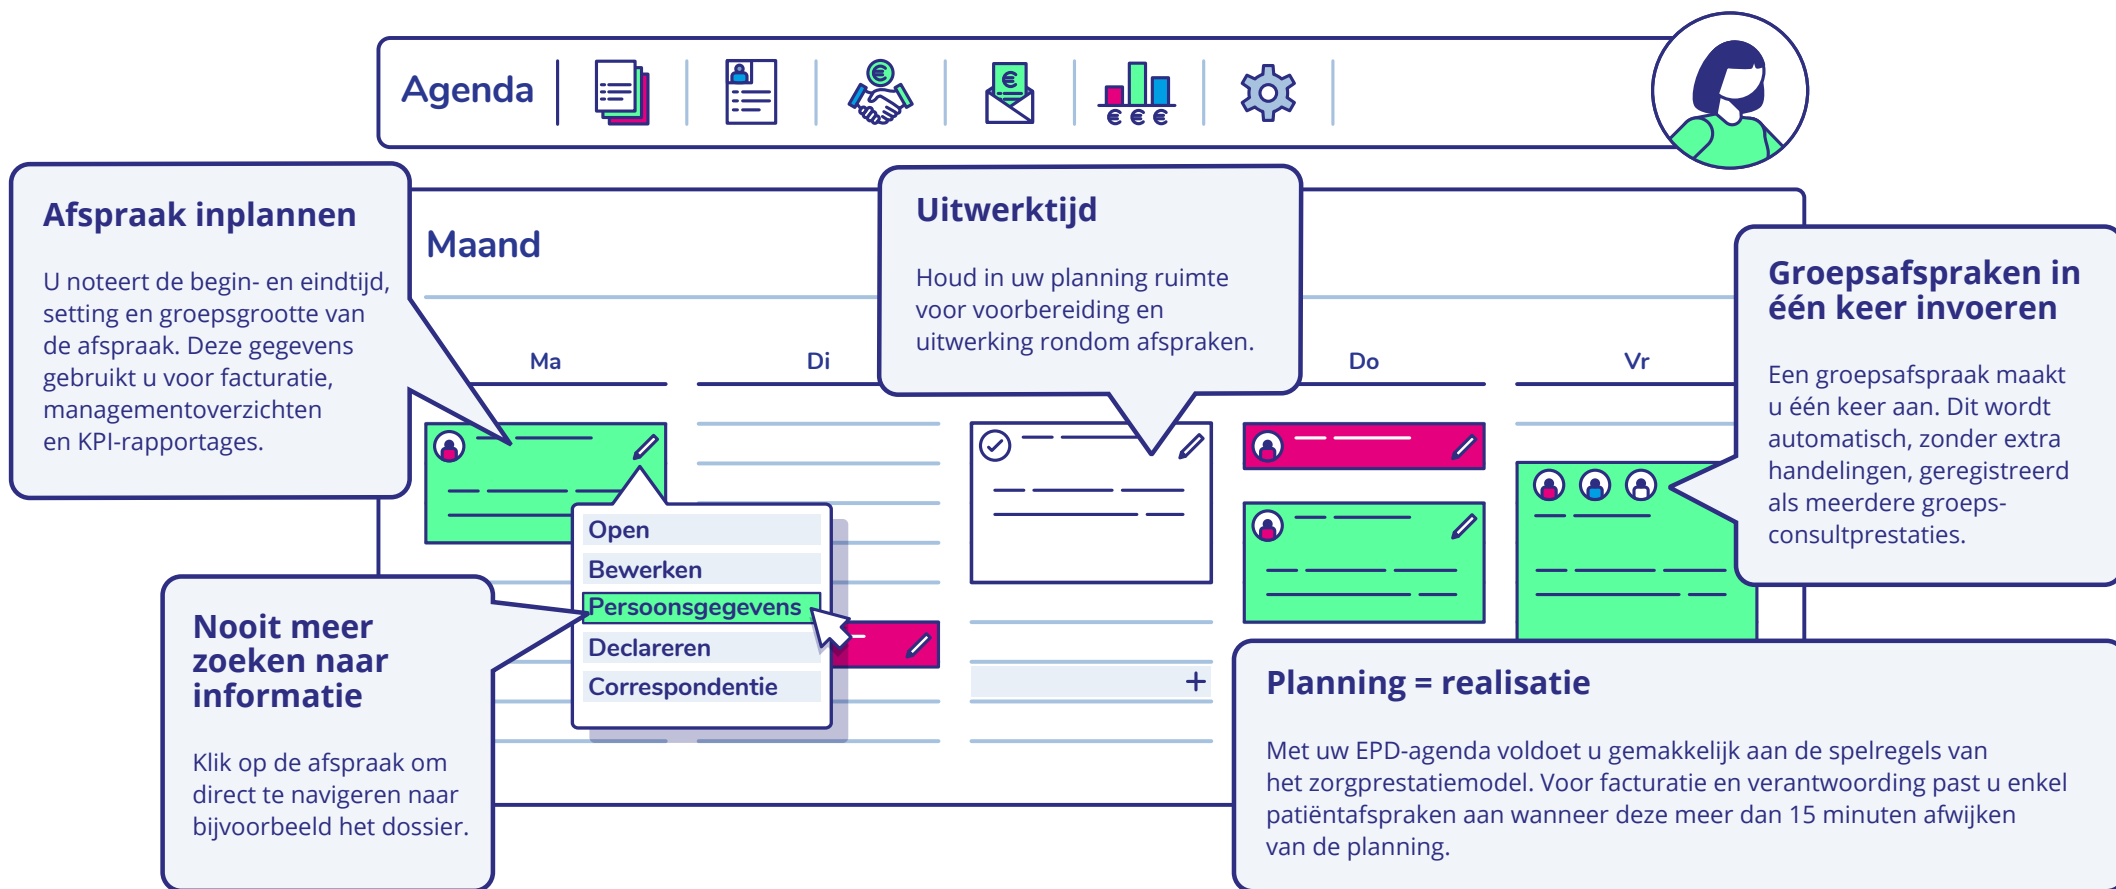 Agenda
Afspraak inplannen
U noteert de begin- en eindtijd,
setting en groepsgrootte van
de afspraak. Deze gegevens
gebruikt u voor facturatie,
managementoverzichten
en KPI-rapportages.
Maand
Uitwerktijd
Houd in uw planning ruimte
voor voorbereiding en
uitwerking rondom afspraken.
Groepsafspraken in
één keer invoeren
Een groepsafspraak maakt
u één keer aan. Dit wordt
automatisch, zonder extra
handelingen, geregistreerd
als meerdere groeps-
consultprestaties.
Ma
Di
Do
Vr
Open
Bewerken
Persoonsgegevens
Declareren
Correspondentie
Nooit meer
zoeken naar
informatie
Klik op de afspraak om
direct te navigeren naar
bijvoorbeeld het dossier.
Planning = realisatie
Met uw EPD-agenda voldoet u gemakkelijk aan de spelregels van
het zorgprestatiemodel. Voor facturatie en verantwoording past u enkel
patiëntafspraken aan wanneer deze meer dan 15 minuten afwijken
van de planning.